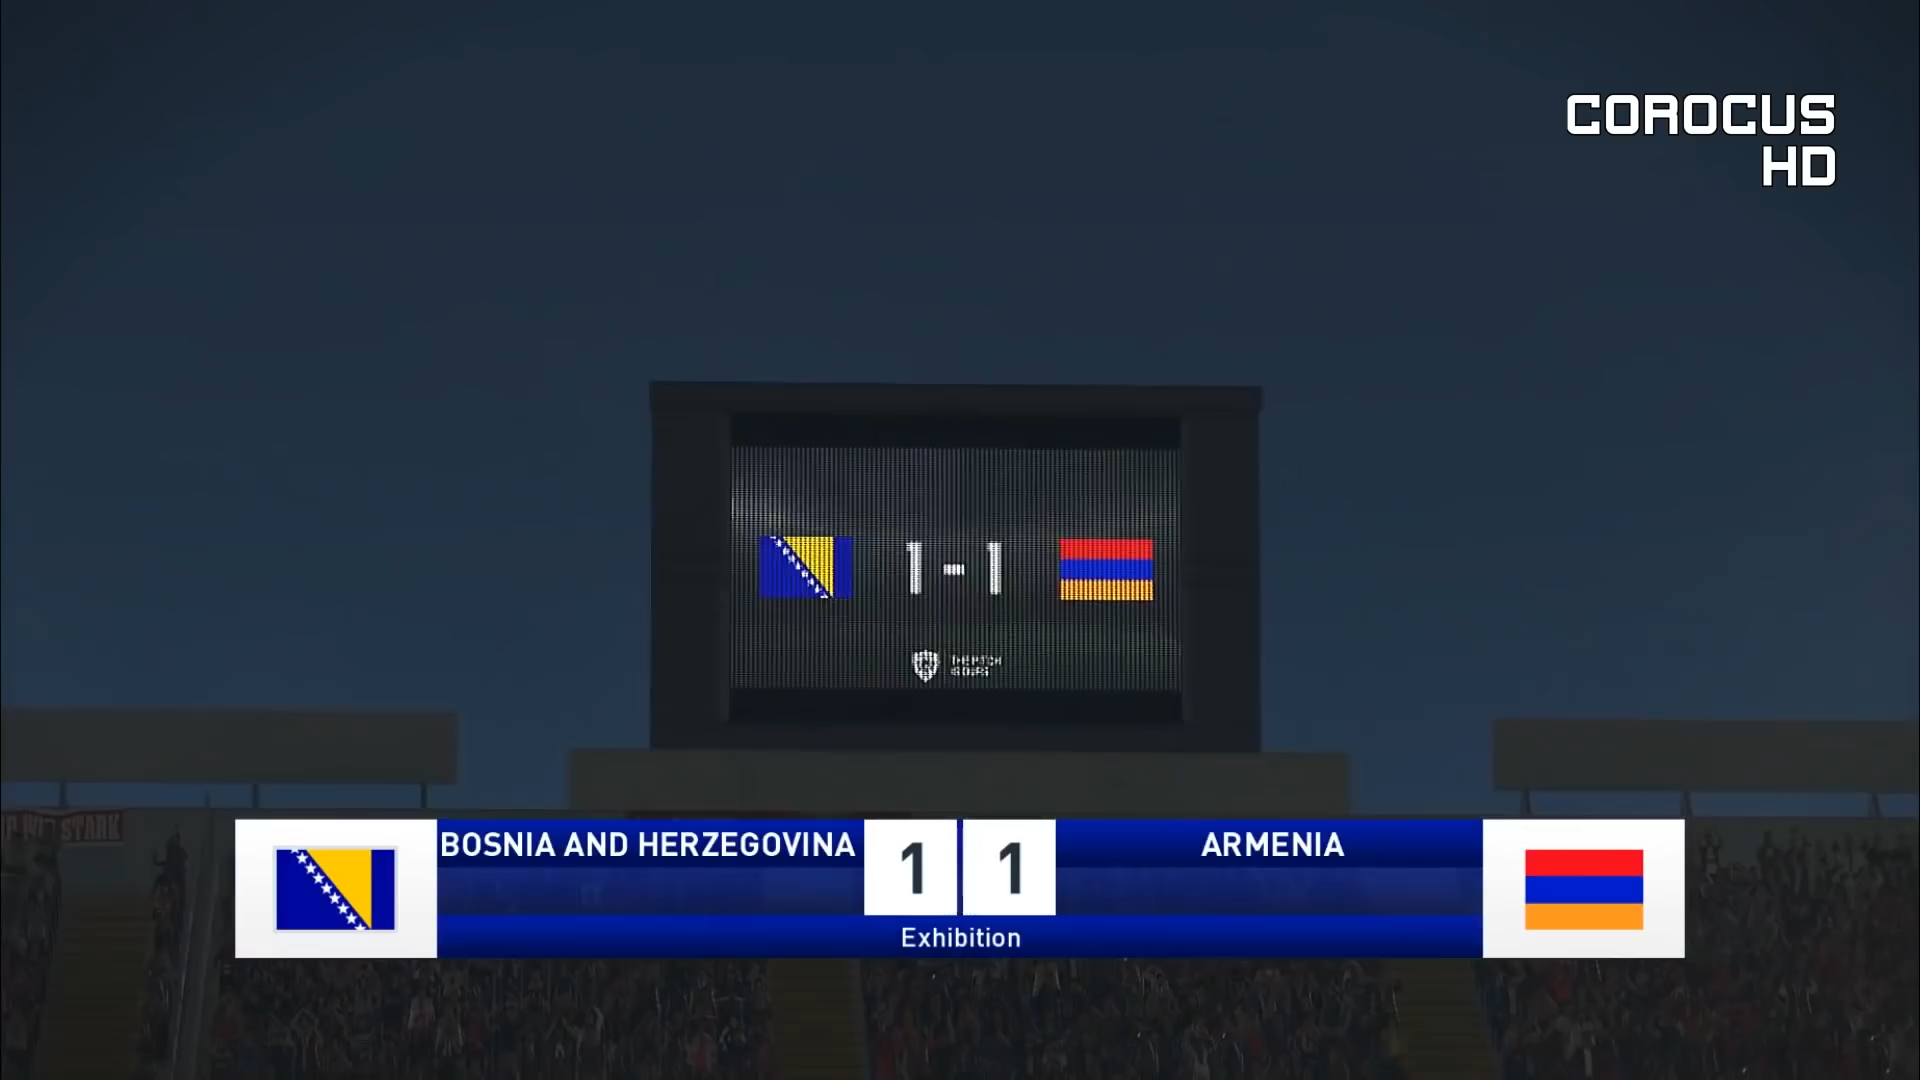 COROCUS
HD
1 - 1
BOSNIA AND HERZEGOVINA 1 1 ARMENIA
Exhibition